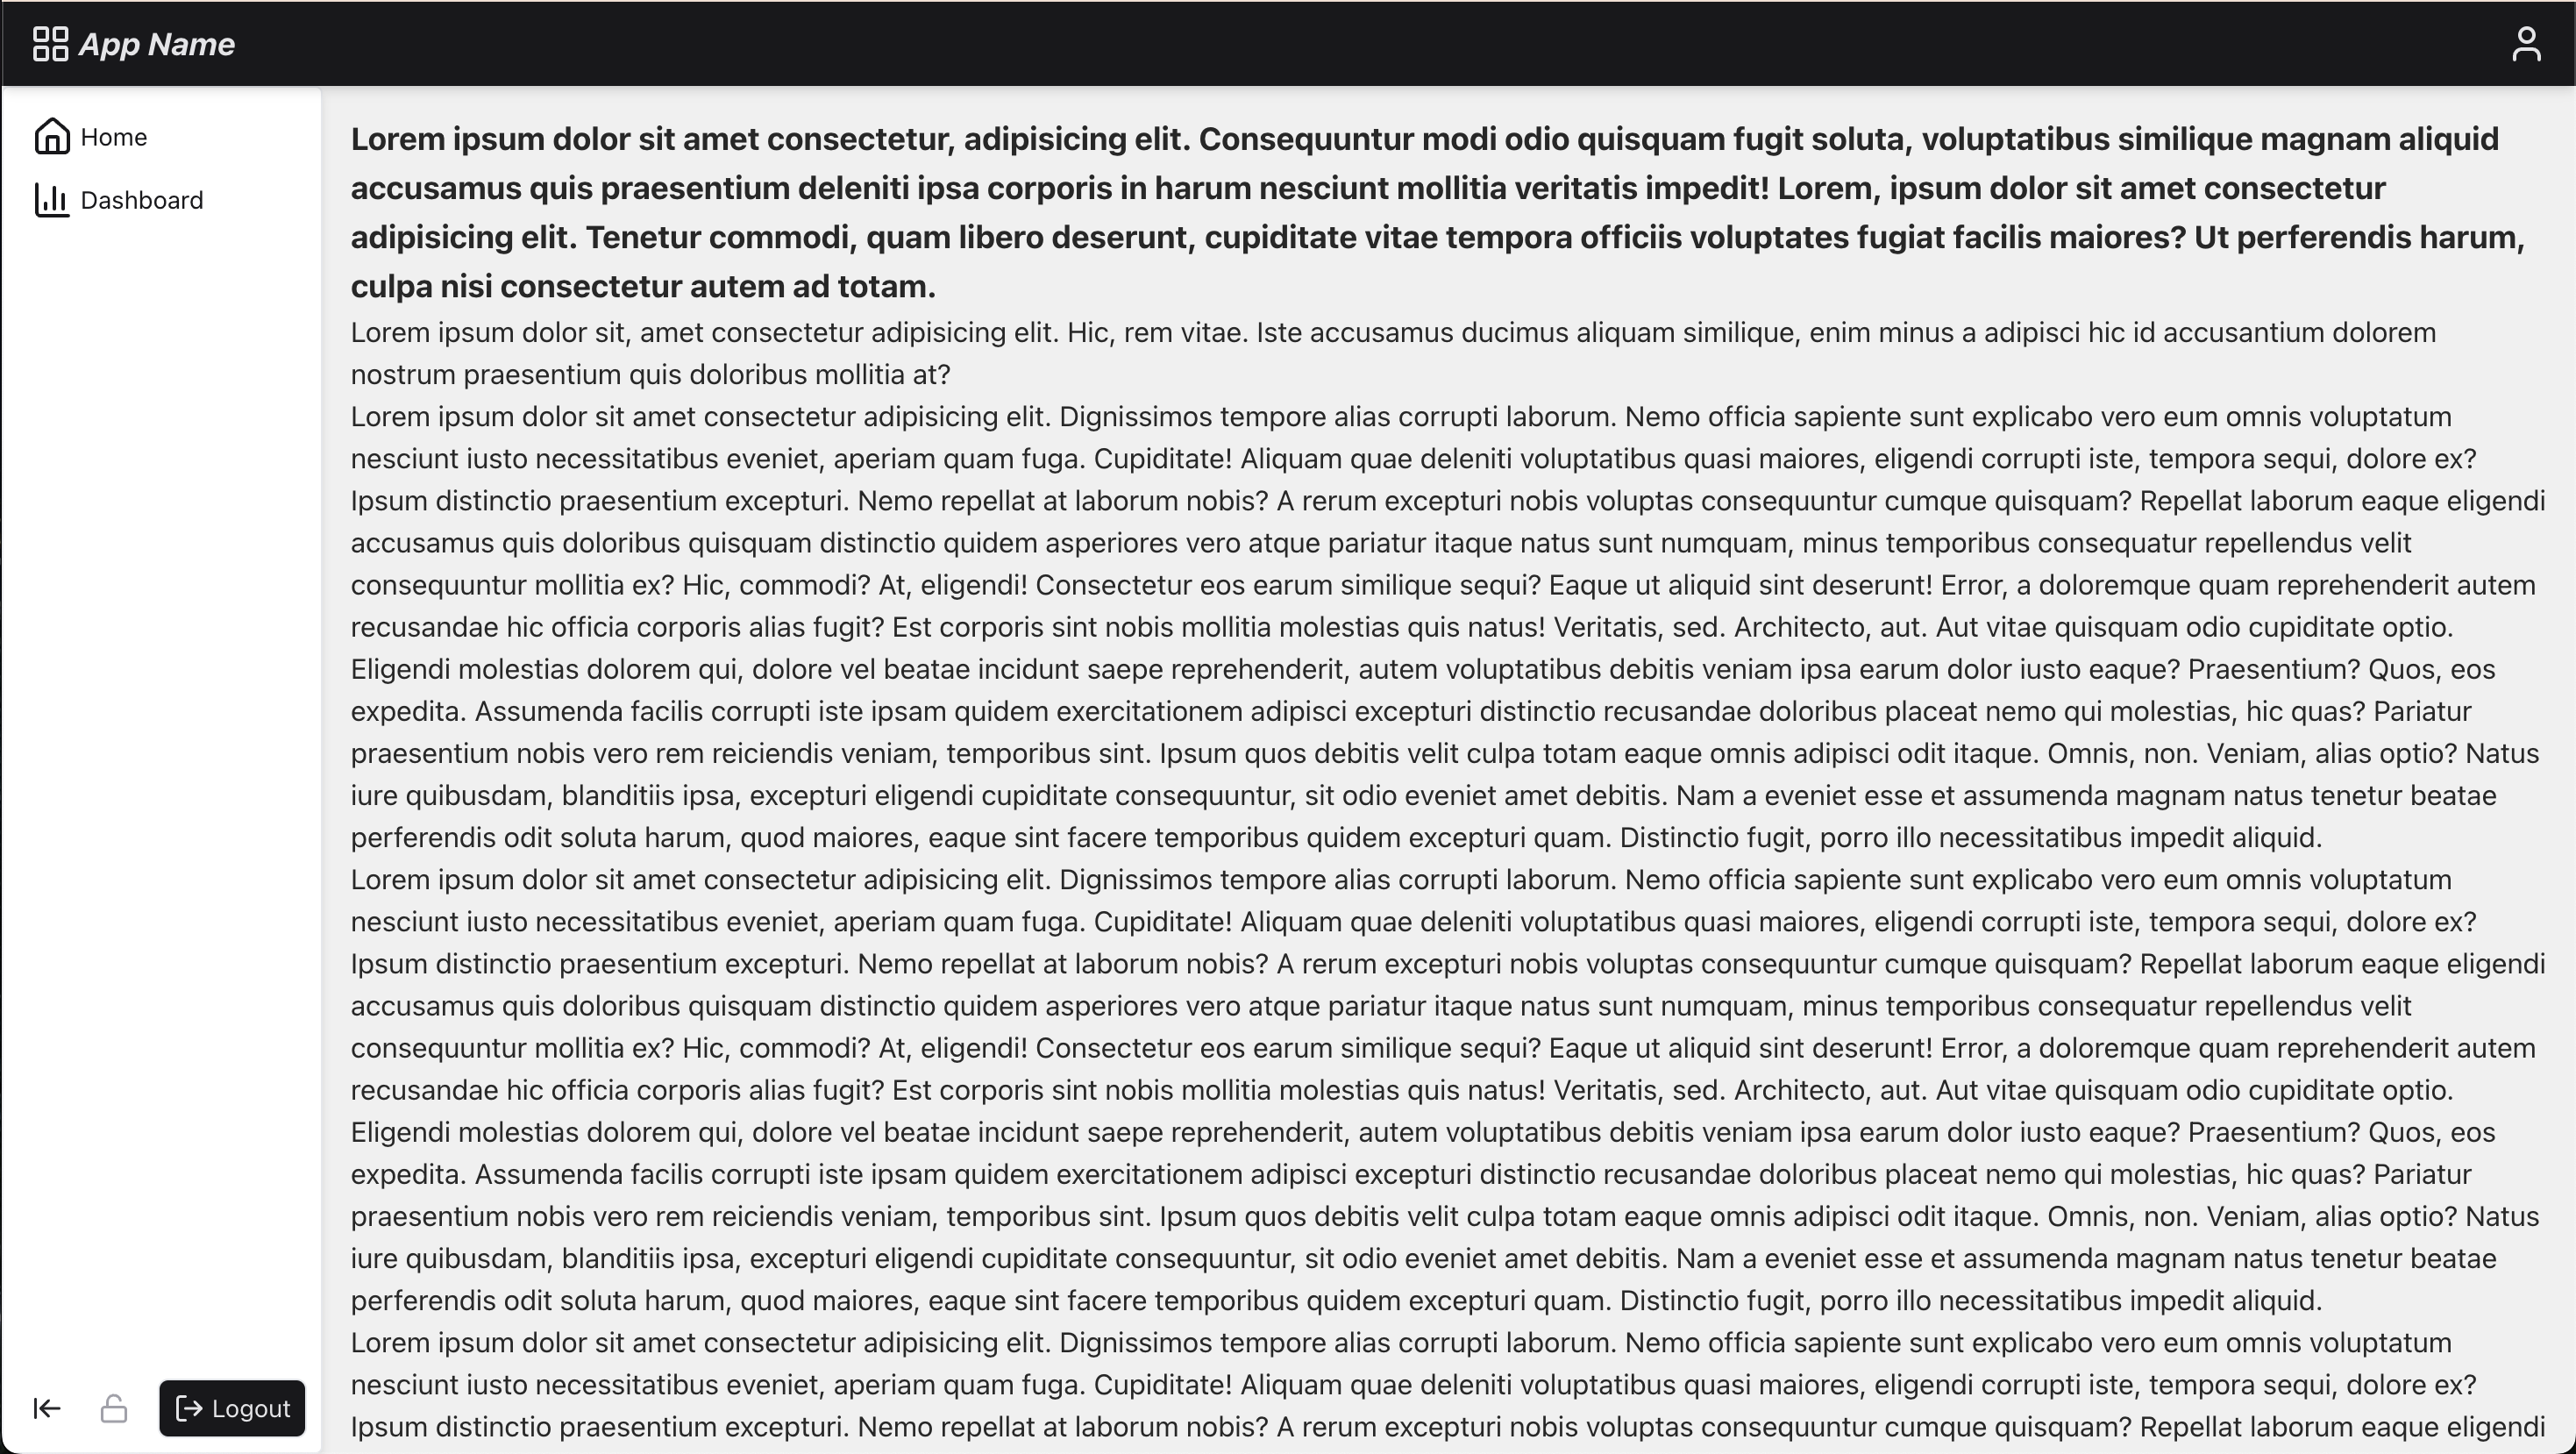 App Name
Home
Dashboard
Lorem ipsum dolor sit amet consectetur, adipisicing elit. Consequuntur modi odio quisquam fugit soluta, voluptatibus similique magnam aliquid
accusamus quis praesentium deleniti ipsa corporis in harum nesciunt mollitia veritatis impedit! Lorem, ipsum dolor sit amet consectetur
adipisicing elit. Tenetur commodi, quam libero deserunt, cupiditate vitae tempora officiis voluptates fugiat facilis maiores? Ut perferendis harum,
culpa nisi consectetur autem ad totam.
Lorem ipsum dolor sit, amet consectetur adipisicing elit. Hic, rem vitae. Iste accusamus ducimus aliquam similique, enim minus a adipisci hic id accusantium dolorem
nostrum praesentium quis doloribus mollitia at?
Lorem ipsum dolor sit amet consectetur adipisicing elit. Dignissimos tempore alias corrupti laborum. Nemo officia sapiente sunt explicabo vero eum omnis voluptatum
nesciunt iusto necessitatibus eveniet, aperiam quam fuga. Cupiditate! Aliquam quae deleniti voluptatibus quasi maiores, eligendi corrupti iste, tempora sequi, dolore ex?
Ipsum distinctio praesentium excepturi. Nemo repellat at laborum nobis? A rerum excepturi nobis voluptas consequuntur cumque quisquam? Repellat laborum eaque eligendi
accusamus quis doloribus quisquam distinctio quidem asperiores vero atque pariatur itaque natus sunt numquam, minus temporibus consequatur repellendus velit
consequuntur mollitia ex? Hic, commodi? At, eligendi! Consectetur eos earum similique sequi? Eaque ut aliquid sint deserunt! Error, a doloremque quam reprehenderit autem
recusandae hic officia corporis alias fugit? Est corporis sint nobis mollitia molestias quis natus! Veritatis, sed. Architecto, aut. Aut vitae quisquam odio cupiditate optio.
Eligendi molestias dolorem qui, dolore vel beatae incidunt saepe reprehenderit, autem voluptatibus debitis veniam ipsa earum dolor iusto eaque? Praesentium? Quos, eos
expedita. Assumenda facilis corrupti iste ipsam quidem exercitationem adipisci excepturi distinctio recusandae doloribus placeat nemo qui molestias, hic quas? Pariatur
praesentium nobis vero rem reiciendis veniam, temporibus sint. Ipsum quos debitis velit culpa totam eaque omnis adipisci odit itaque. Omnis, non. Veniam, alias optio? Natus
iure quibusdam, blanditiis ipsa, excepturi eligendi cupiditate consequuntur, sit odio eveniet amet debitis. Nam a eveniet esse et assumenda magnam natus tenetur beatae
perferendis odit soluta harum, quod maiores, eaque sint facere temporibus quidem excepturi quam. Distinctio fugit, porro illo necessitatibus impedit aliquid.
Lorem ipsum dolor sit amet consectetur adipisicing elit. Dignissimos tempore alias corrupti laborum. Nemo officia sapiente sunt explicabo vero eum omnis voluptatum
nesciunt iusto necessitatibus eveniet, aperiam quam fuga. Cupiditate! Aliquam quae deleniti voluptatibus quasi maiores, eligendi corrupti iste, tempora sequi, dolore ex?
Ipsum distinctio praesentium excepturi. Nemo repellat at laborum nobis? A rerum excepturi nobis voluptas consequuntur cumque quisquam? Repellat laborum eaque eligendi
accusamus quis doloribus quisquam distinctio quidem asperiores vero atque pariatur itaque natus sunt numquam, minus temporibus consequatur repellendus velit
consequuntur mollitia ex? Hic, commodi? At, eligendi! Consectetur eos earum similique sequi? Eaque ut aliquid sint deserunt! Error, a doloremque quam reprehenderit autem
recusandae hic officia corporis alias fugit? Est corporis sint nobis mollitia molestias quis natus! Veritatis, sed. Architecto, aut. Aut vitae quisquam odio cupiditate optio.
Eligendi molestias dolorem qui, dolore vel beatae incidunt saepe reprehenderit, autem voluptatibus debitis veniam ipsa earum dolor iusto eaque? Praesentium? Quos, eos
expedita. Assumenda facilis corrupti iste ipsam quidem exercitationem adipisci excepturi distinctio recusandae doloribus placeat nemo qui molestias, hic quas? Pariatur
praesentium nobis vero rem reiciendis veniam, temporibus sint. Ipsum quos debitis velit culpa totam eaque omnis adipisci odit itaque. Omnis, non. Veniam, alias optio? Natus
iure quibusdam, blanditiis ipsa, excepturi eligendi cupiditate consequuntur, sit odio eveniet amet debitis. Nam a eveniet esse et assumenda magnam natus tenetur beatae
perferendis odit soluta harum, quod maiores, eaque sint facere temporibus quidem excepturi quam. Distinctio fugit, porro illo necessitatibus impedit aliquid.
Lorem ipsum dolor sit amet consectetur adipisicing elit. Dignissimos tempore alias corrupti laborum. Nemo officia sapiente sunt explicabo vero eum omnis voluptatum
nesciunt iusto necessitatibus eveniet, aperiam quam fuga. Cupiditate! Aliquam quae deleniti voluptatibus quasi maiores, eligendi corrupti iste, tempora sequi, dolore ex?
Ipsum distinctio praesentium excepturi. Nemo repellat at laborum nobis? A rerum excepturi nobis voluptas consequuntur cumque quisquam? Repellat laborum eaque eligendi
Logout